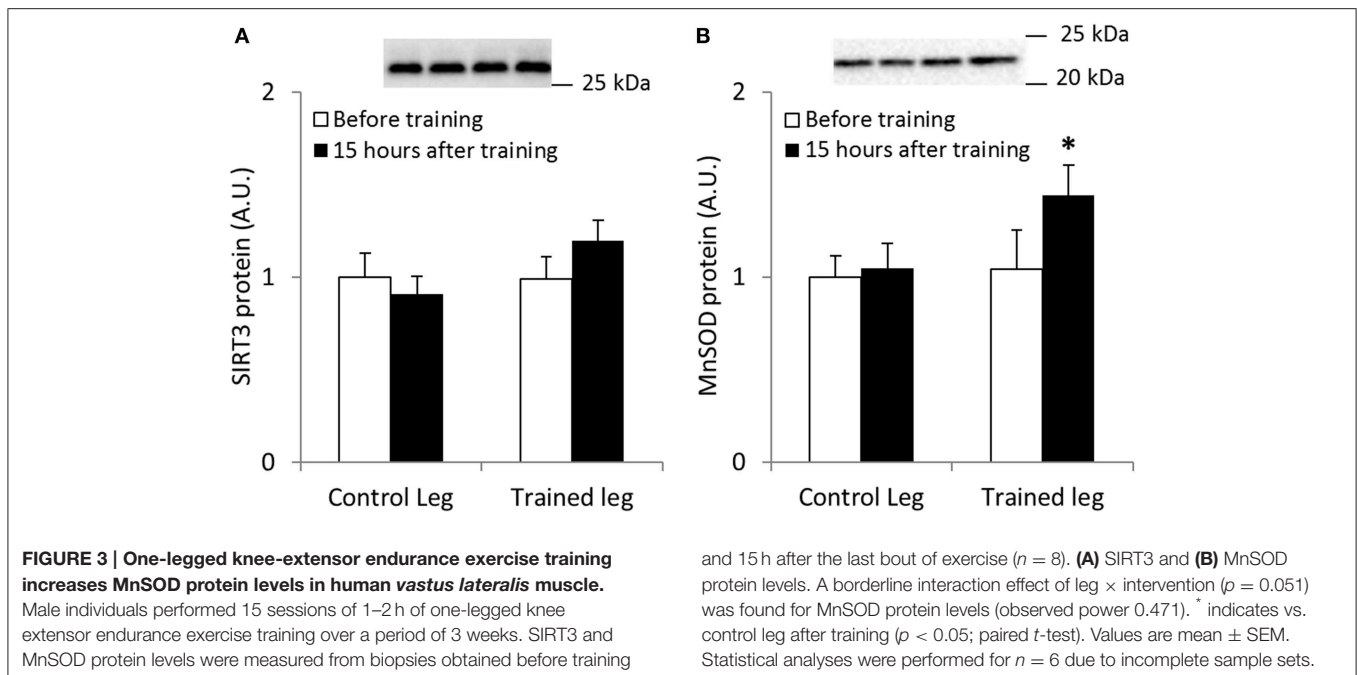 A
25 kDa
2
Before training
15 hours after training
SIRT3 protein (A.U.)
1
0
Control Leg Trained leg
B
25 kDa
20 kDa
2
Before training
15 hours after training
*
MnSOD protein (A.U.)
1
0
Control Leg Trained leg
FIGURE 3 | One-legged knee-extensor endurance exercise training
increases MnSOD protein levels in human vastus lateralis muscle.
Male individuals performed 15 sessions of 1–2 h of one-legged knee
extensor endurance exercise training over a period of 3 weeks. SIRT3 and
MnSOD protein levels were measured from biopsies obtained before training
and 15 h after the last bout of exercise (n = 8). (A) SIRT3 and (B) MnSOD
protein levels. A borderline interaction effect of leg × intervention (p = 0.051)
was found for MnSOD protein levels (observed power 0.471). * indicates vs.
control leg after training (p < 0.05; paired t-test). Values are mean ± SEM.
Statistical analyses were performed for n = 6 due to incomplete sample sets.